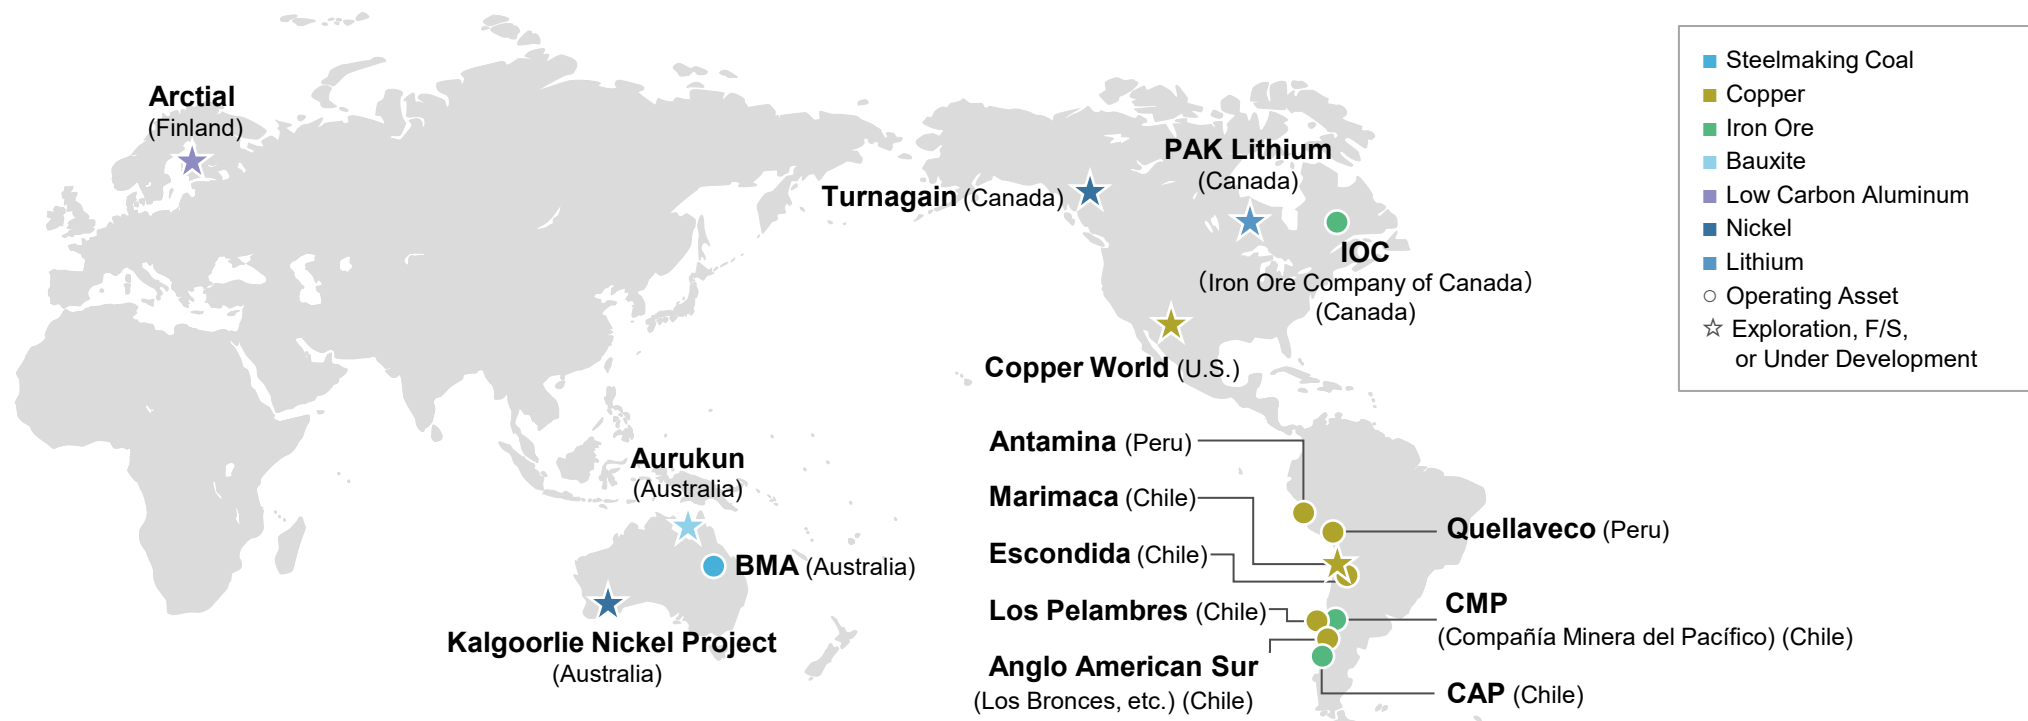 Arctial
(Finland)
Turnagain (Canada)
PAK Lithium
(Canada)
IOC
（Iron Ore Company of Canada）
(Canada)
Copper World (U.S.)
Aurukun
(Australia)
BMA (Australia)
Kalgoorlie Nickel Project
(Australia)
Antamina (Peru)
Marimaca (Chile)
Escondida (Chile)
Los Pelambres (Chile)
Anglo American Sur
(Los Bronces, etc.) (Chile)
Quellaveco (Peru)
CMP
(Compañía Minera del Pacífico) (Chile)
CAP (Chile)
Steelmaking Coal
Copper
Iron Ore
Bauxite
Low Carbon Aluminum
Nickel
Lithium
Operating Asset
Exploration, F/S,
or Under Development